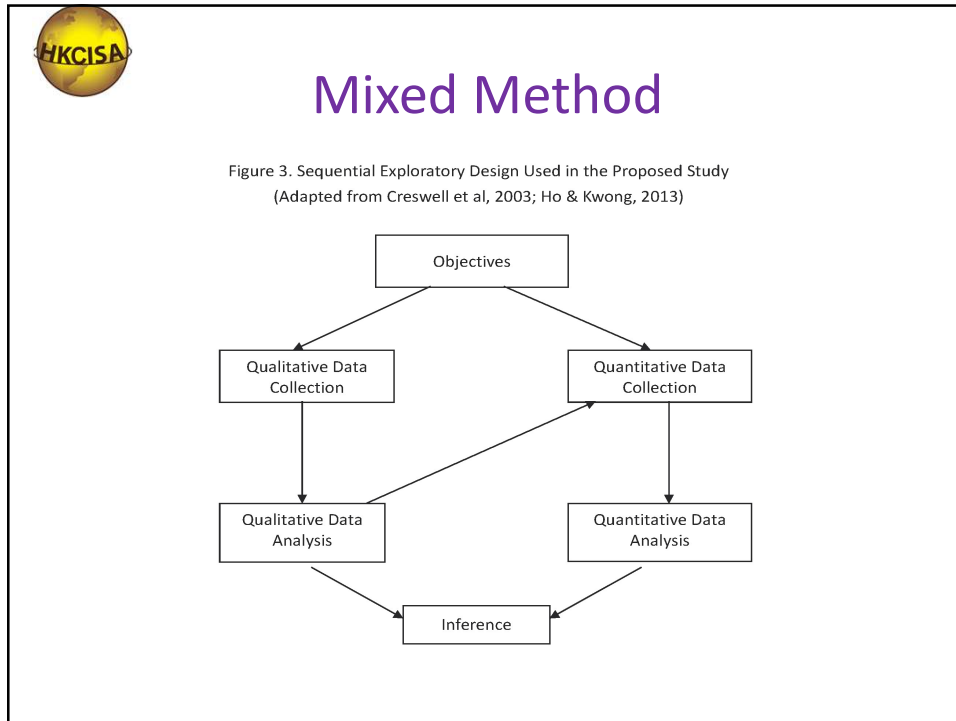 HKCISA
Mixed Method
Figure 3. Sequential Exploratory Design Used in the Proposed Study
(Adapted from Creswell et al, 2003; Ho & Kwong, 2013)
Objectives
Qualitative Data
Collection
Quantitative Data
Collection
Qualitative Data
Analysis
Quantitative Data
Analysis
Inference